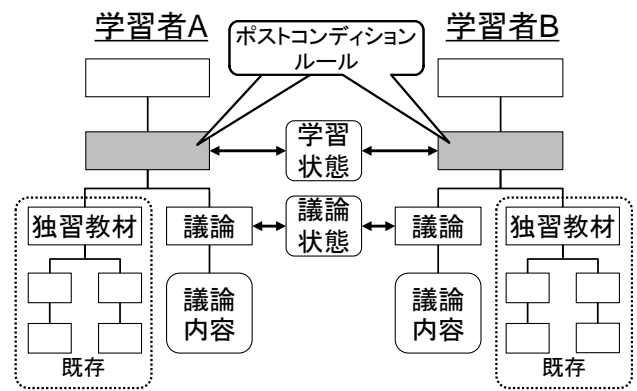 学習者A
ポストコンディション
ルール
学習者B
学習
状態
独習教材
議論
議論
状態
議論
独習教材
議論
内容
議論
内容
既存
既存